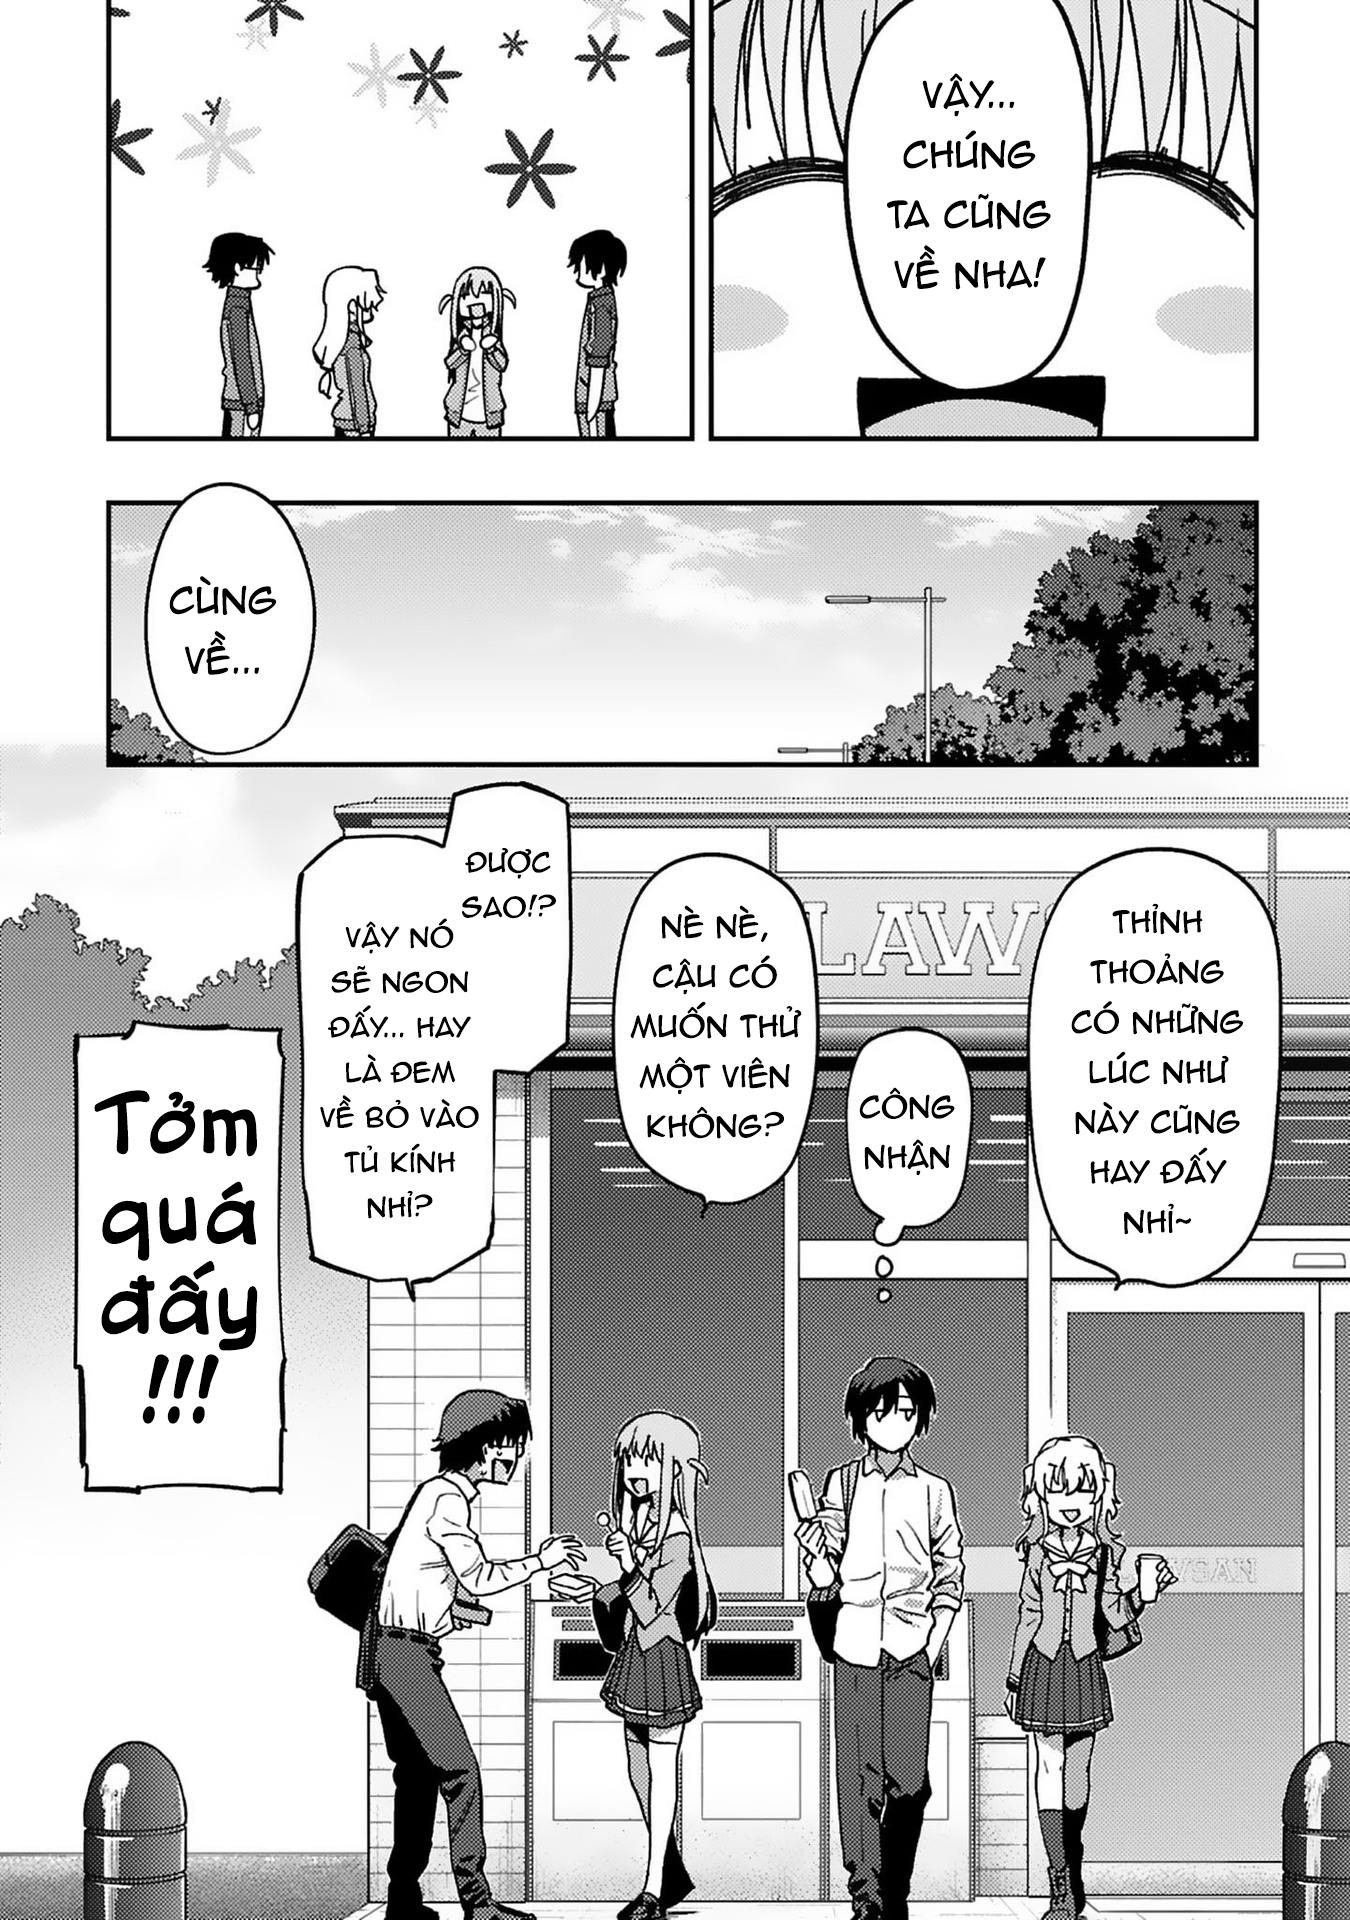 VẬY...
CHÚNG
TA CŨNG
VỀ NHA!
CÙNG
VỀ...
LAWS
THỈNH
THOẢNG
CÓ NHỮNG
LÚC NHƯ
NÀY CŨNG
HAY ĐẤY
NHỈ~
CÔNG
NHẬN
NÈ NÈ,
CẬU CÓ
MUỐN THỬ
MỘT VIÊN
KHÔNG?
ĐƯỢC
SAO!?
VẬY NÓ
SẼ NGON
ĐẤY... HAY
LÀ ĐEM
VỀ BỎ VÀO
TỦ KÍNH
NHỈ?
Tởm
quá
đấy
!!!